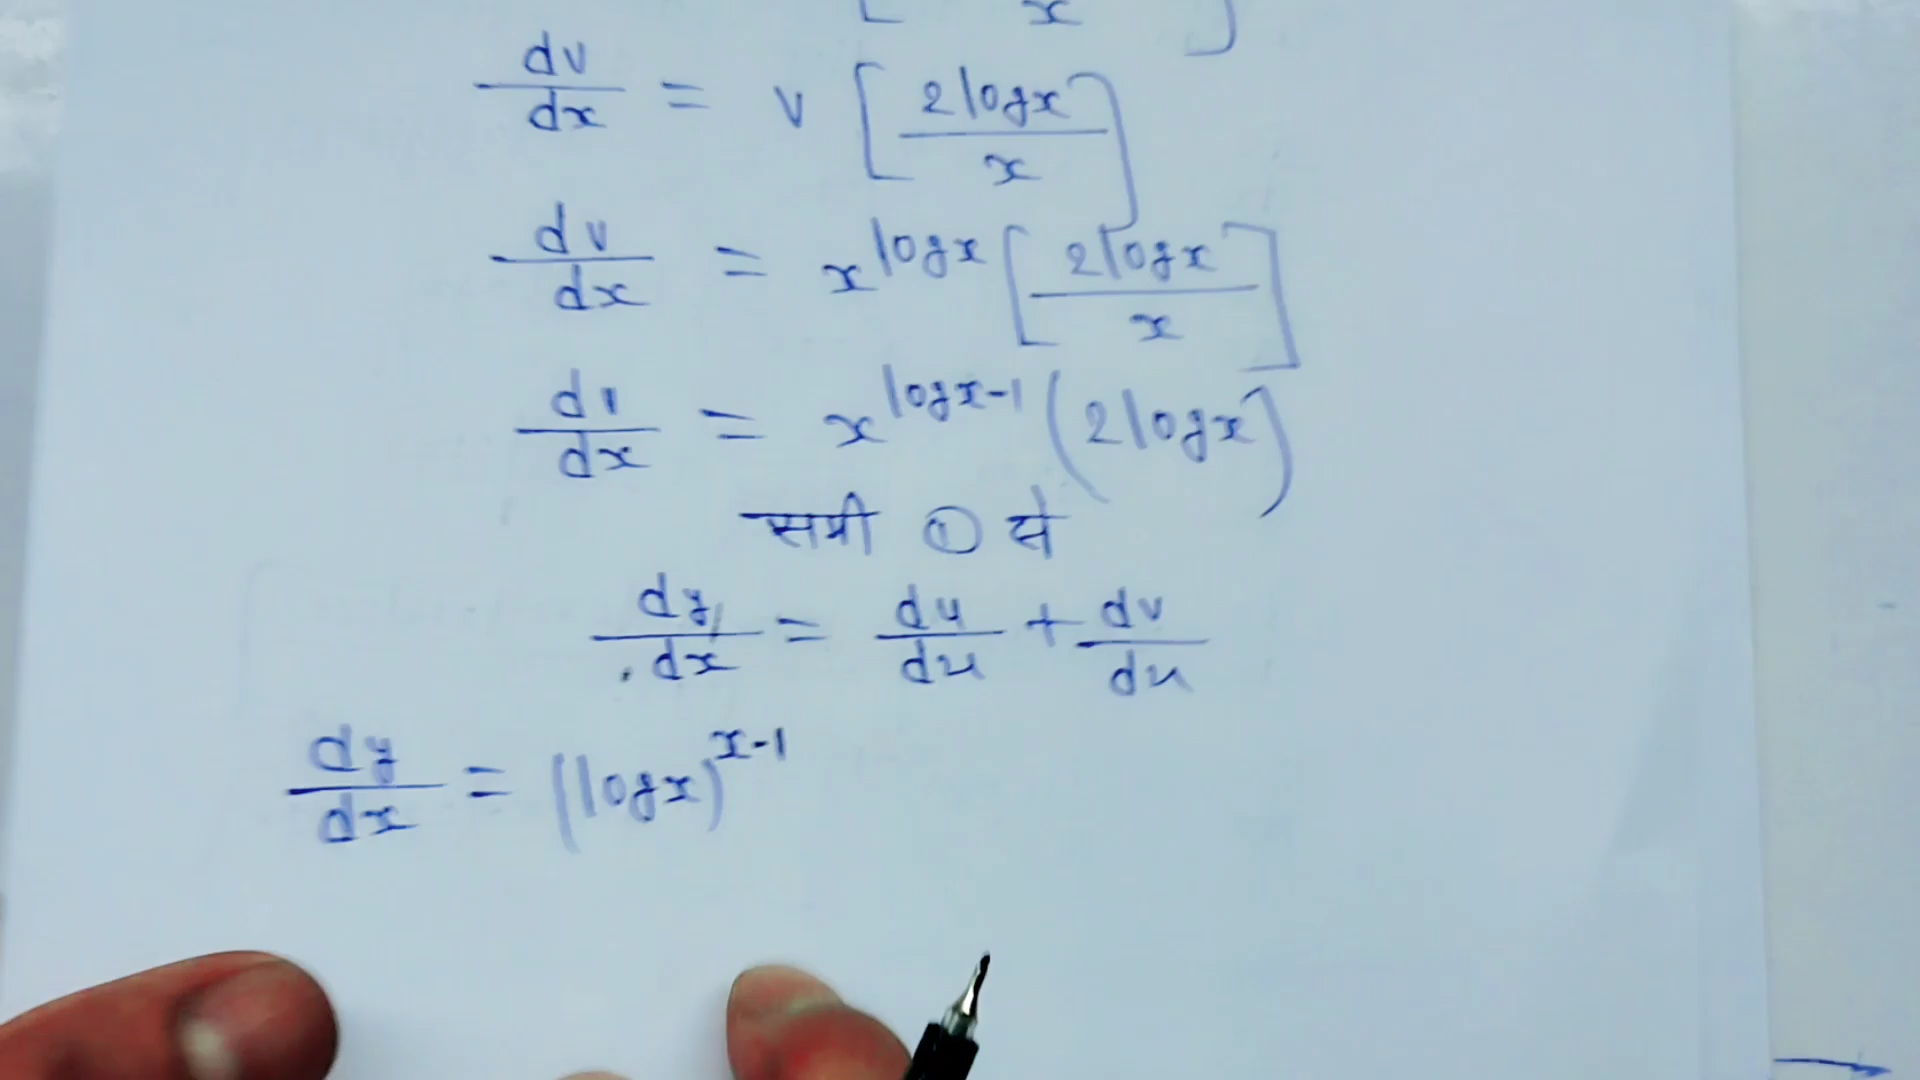 [ x ]
dv/dx = v [ 2logx / x ]
dv/dx = x^logx [ 2logx / x ]
dv/dx = x^logx-1 ( 2logx )
समी ① से
dy/dx = du/dx + dv/dx
dy/dx = (logx)^x-1